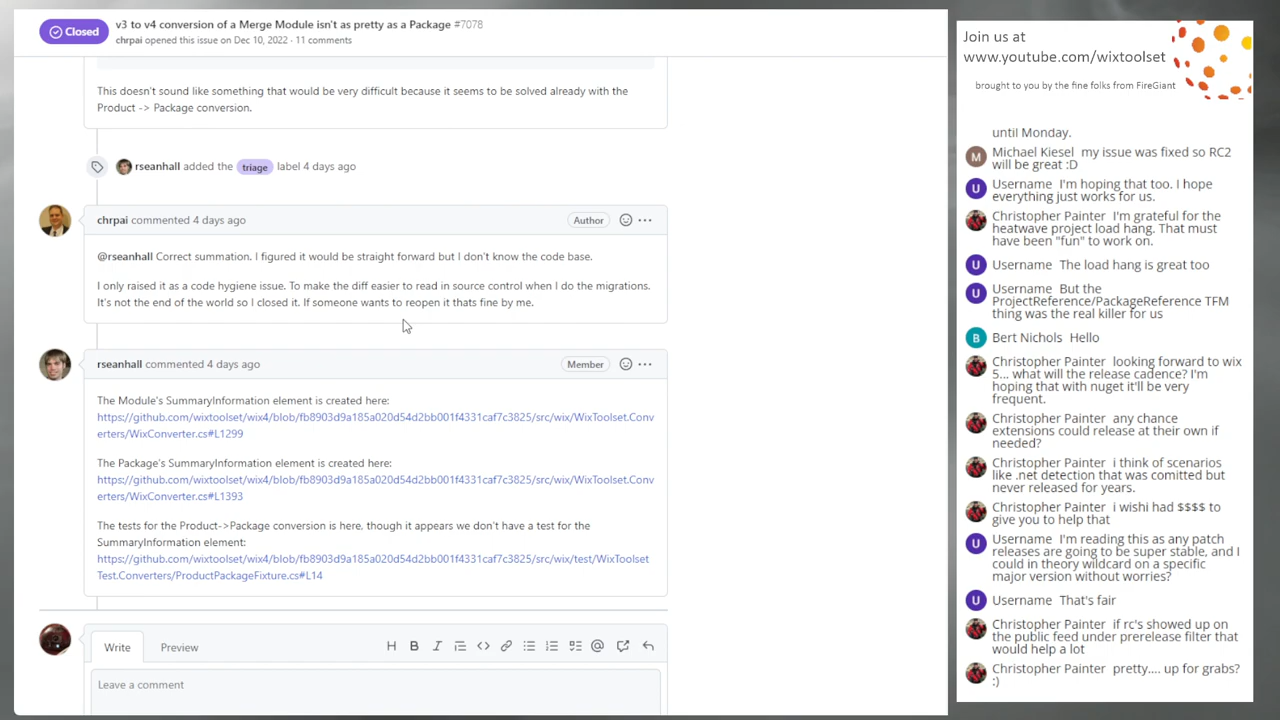 Closed
v3 to v4 conversion of a Merge Module isn't as pretty as a Package #7078
chrpai opened this issue on Dec 10, 2022 · 11 comments
This doesn't sound like something that would be very difficult because it seems to be solved already with the
Product -> Package conversion.
rseanhall added the triage label 4 days ago
chrpai commented 4 days ago
Author
@rseanhall Correct summation. I figured it would be straight forward but I don't know the code base.
I only raised it as a code hygiene issue. To make the diff easier to read in source control when I do the migrations.
It's not the end of the world so I closed it. If someone wants to reopen it thats fine by me.
rseanhall commented 4 days ago
Member
The Module's SummaryInformation element is created here:
https://github.com/wixtoolset/wix4/blob/fb8903d9a185a020d54d2bb001f4331caf7c3825/src/wix/WixToolset.Conv
erters/WixConverter.cs#L1299
The Package's SummaryInformation element is created here:
https://github.com/wixtoolset/wix4/blob/fb8903d9a185a020d54d2bb001f4331caf7c3825/src/wix/WixToolset.Conv
erters/WixConverter.cs#L1393
The tests for the Product->Package conversion is here, though it appears we don't have a test for the
SummaryInformation element:
https://github.com/wixtoolset/wix4/blob/fb8903d9a185a020d54d2bb001f4331caf7c3825/src/wix/test/WixToolset
Test.Converters/ProductPackageFixture.cs#L14
Write
Preview
Leave a comment
Join us at
www.youtube.com/wixtoolset
brought to you by the fine folks from FireGiant
until Monday.
M
Michael Kiesel my issue was fixed so RC2
will be great :D
U
Username I'm hoping that too. I hope
everything just works for us.
Christopher Painter I'm grateful for the
heatwave project load hang. That must
have been "fun" to work on.
U
Username The load hang is great too
U
Username But the
ProjectReference/PackageReference TFM
thing was the real killer for us
B
Bert Nichols Hello
Christopher Painter looking forward to wix
5... what will the release cadence? I'm
hoping that with nuget it'll be very
frequent.
Christopher Painter any chance
extensions could release at their own if
needed?
Christopher Painter i think of scenarios
like .net detection that was comitted but
never released for years.
Christopher Painter i wishi had $$$$ to
give you to help that
U
Username I'm reading this as any patch
releases are going to be super stable, and I
could in theory wildcard on a specific
major version without worries?
U
Username That's fair
Christopher Painter if rc's showed up on
the public feed under prerelease filter that
would help a lot
Christopher Painter pretty.... up for grabs?
:)